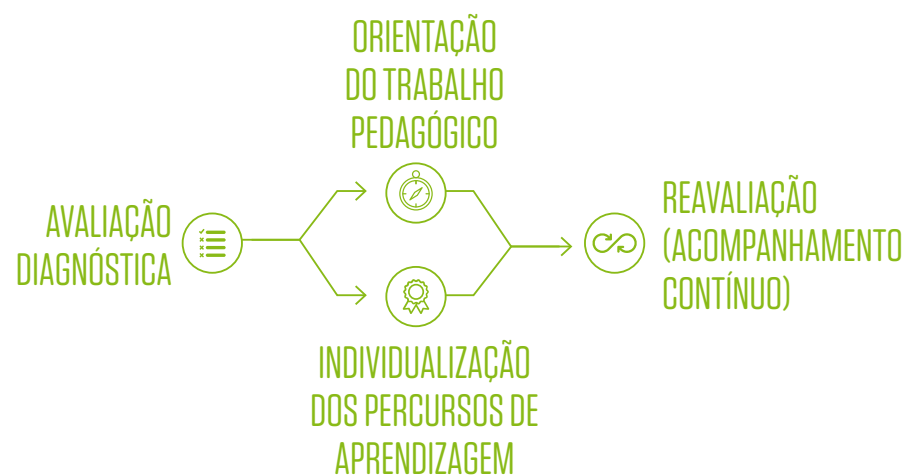 AVALIAÇÃO
DIAGNÓSTICA
ORIENTAÇÃO
DO TRABALHO
PEDAGÓGICO
INDIVIDUALIZAÇÃO
DOS PERCURSOS DE
APRENDIZAGEM
REAVALIAÇÃO
(ACOMPANHAMENTO
CONTÍNUO)